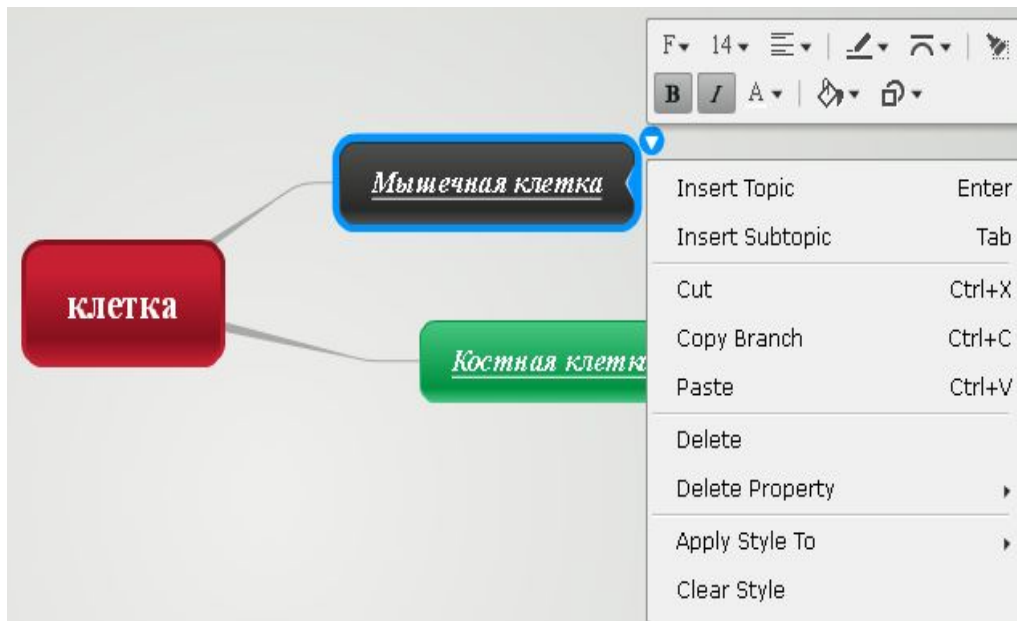 F 14
B I A
Мышечная клетка
клетка
Костная клетк
Insert Topic Enter
Insert Subtopic Tab
Cut Ctrl+X
Copy Branch Ctrl+C
Paste Ctrl+V
Delete
Delete Property
Apply Style To
Clear Style